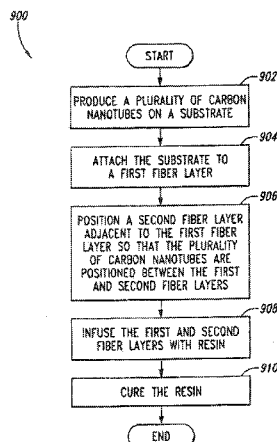 900
START
902
PRODUCE A PLURALITY OF CARBON
NANOTUBES ON A SUBSTRATE
904
ATTACH THE SUBSTRATE TO
A FIRST FIBER LAYER
906
POSITION A SECOND FIBER LAYER
ADJACENT TO THE FIRST FIBER
LAYER SO THAT THE PLURALITY
OF CARBON NANOTUBES ARE
POSITIONED BETWEEN THE FIRST
AND SECOND FIBER LAYERS
908
INFUSE THE FIRST AND SECOND
FIBER LAYERS WITH RESIN
910
CURE THE RESIN
END